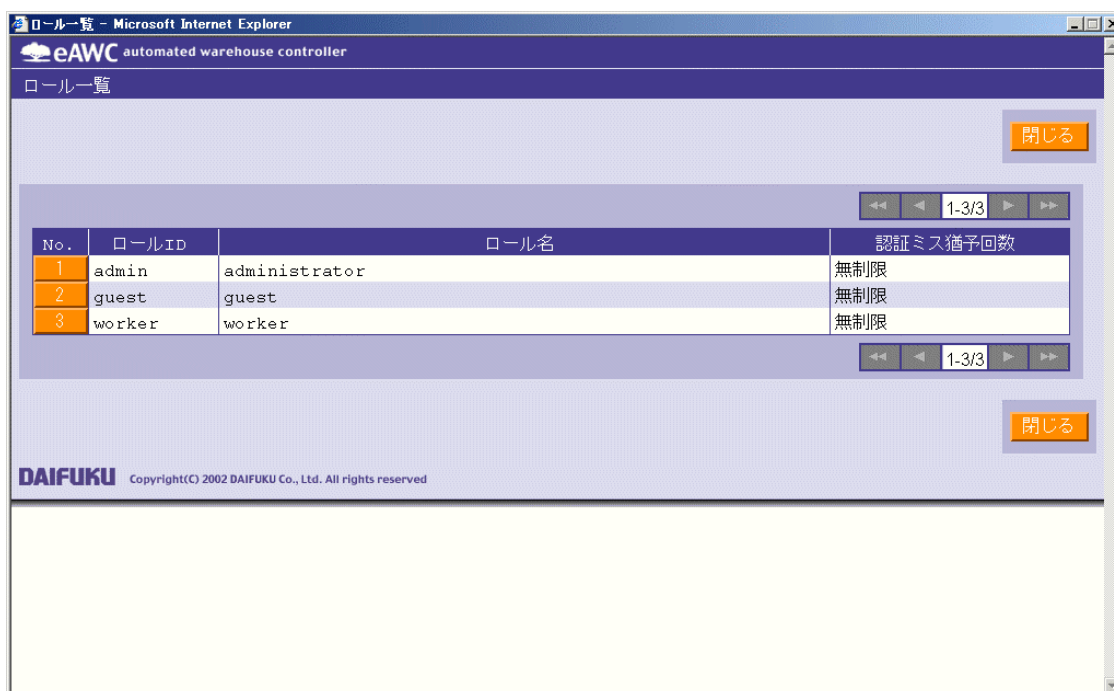 ロール一覧 - Microsoft Internet Explorer
eAWC automated warehouse controller
ロール一覧
閉じる
1-3/3
No. ロールID ロール名 認証ミス猶予回数
1 admin administrator 無制限
2 guest guest 無制限
3 worker worker 無制限
1-3/3
閉じる
DAIFUKU Copyright(C) 2002 DAIFUKU Co., Ltd. All rights reserved